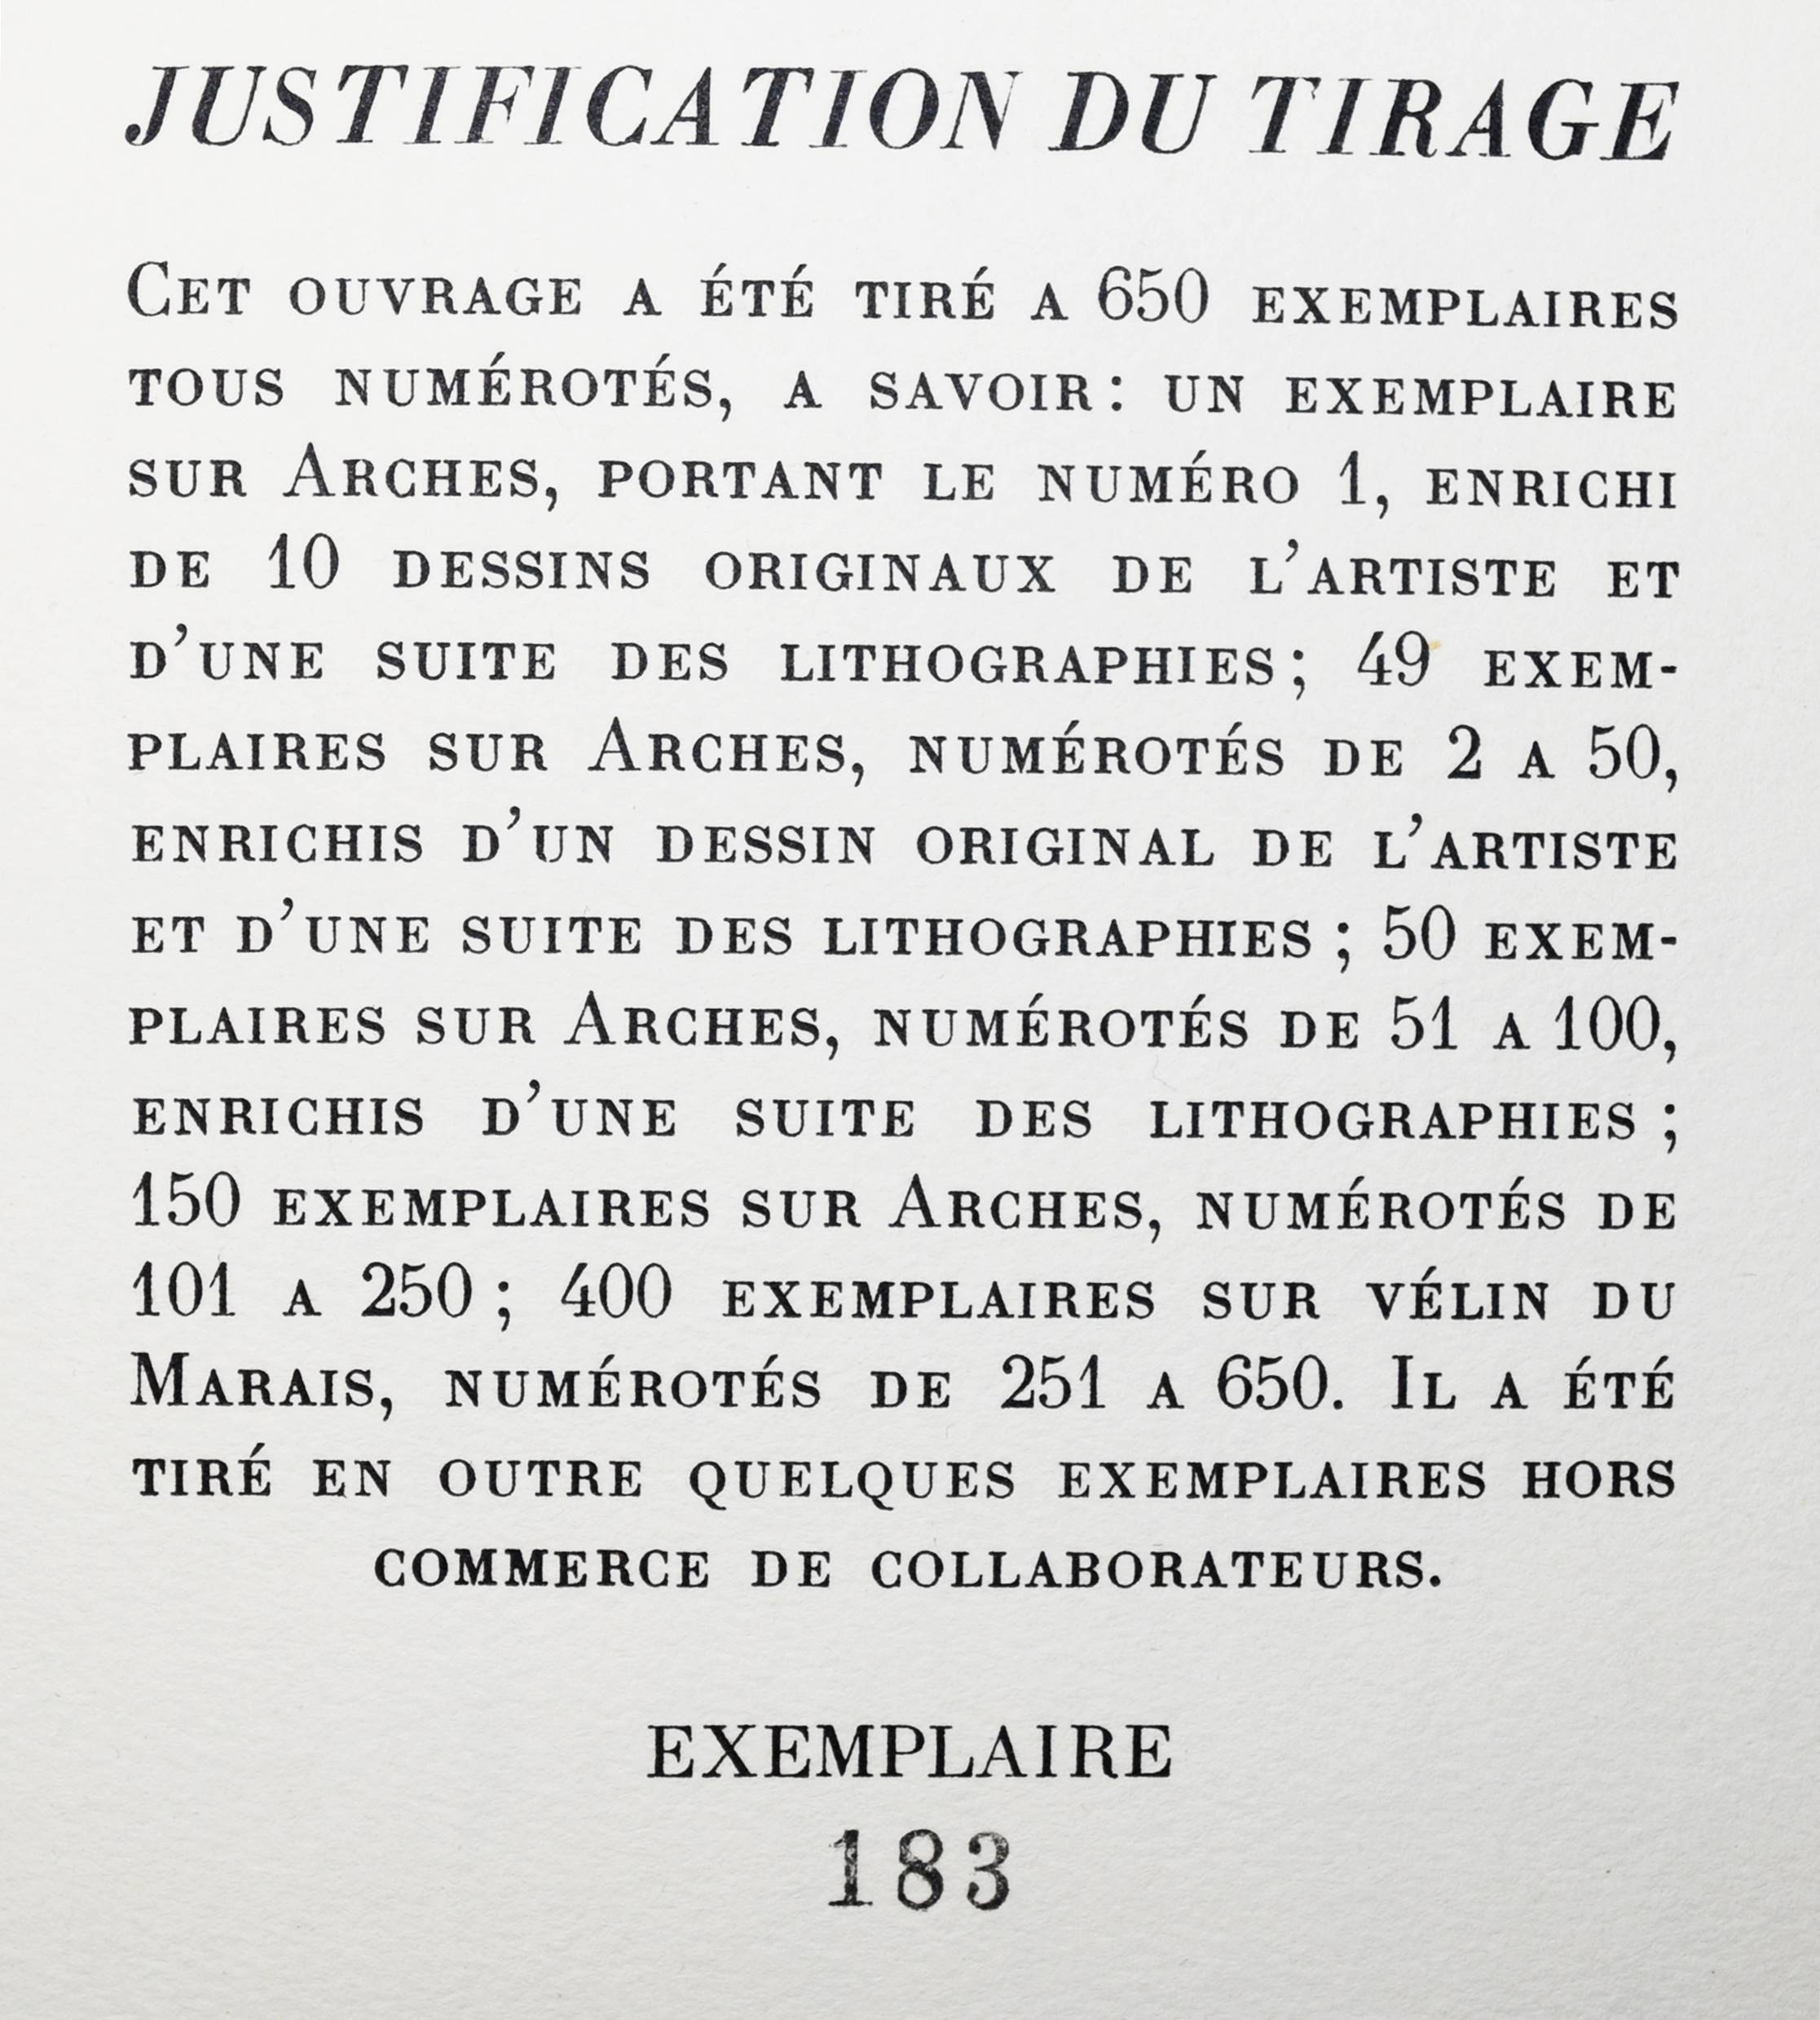 JUSTIFICATION DU TIRAGE
CET OUVRAGE A ÉTÉ TIRÉ A 650 EXEMPLAIRES
TOUS NUMÉROTÉS, A SAVOIR: UN EXEMPLAIRE
SUR ARCHES, PORTANT LE NUMÉRO 1, ENRICHI
DE 10 DESSINS ORIGINAUX DE L'ARTISTE ET
D'UNE SUITE DES LITHOGRAPHIES; 49 EXEM-
PLAIRES SUR ARCHES, NUMÉROTÉS DE 2 A 50,
ENRICHIS D'UN DESSIN ORIGINAL DE L'ARTISTE
ET D'UNE SUITE DES LITHOGRAPHIES ; 50 EXEM-
PLAIRES SUR ARCHES, NUMÉROTÉS DE 51 A 100,
ENRICHIS D'UNE SUITE DES LITHOGRAPHIES ;
150 EXEMPLAIRES SUR ARCHES, NUMÉROTÉS DE
101 A 250 ; 400 EXEMPLAIRES SUR VÉLIN DU
MARAIS, NUMÉROTÉS DE 251 A 650. IL A ÉTÉ
TIRÉ EN OUTRE QUELQUES EXEMPLAIRES HORS
COMMERCE DE COLLABORATEURS.
EXEMPLAIRE
183